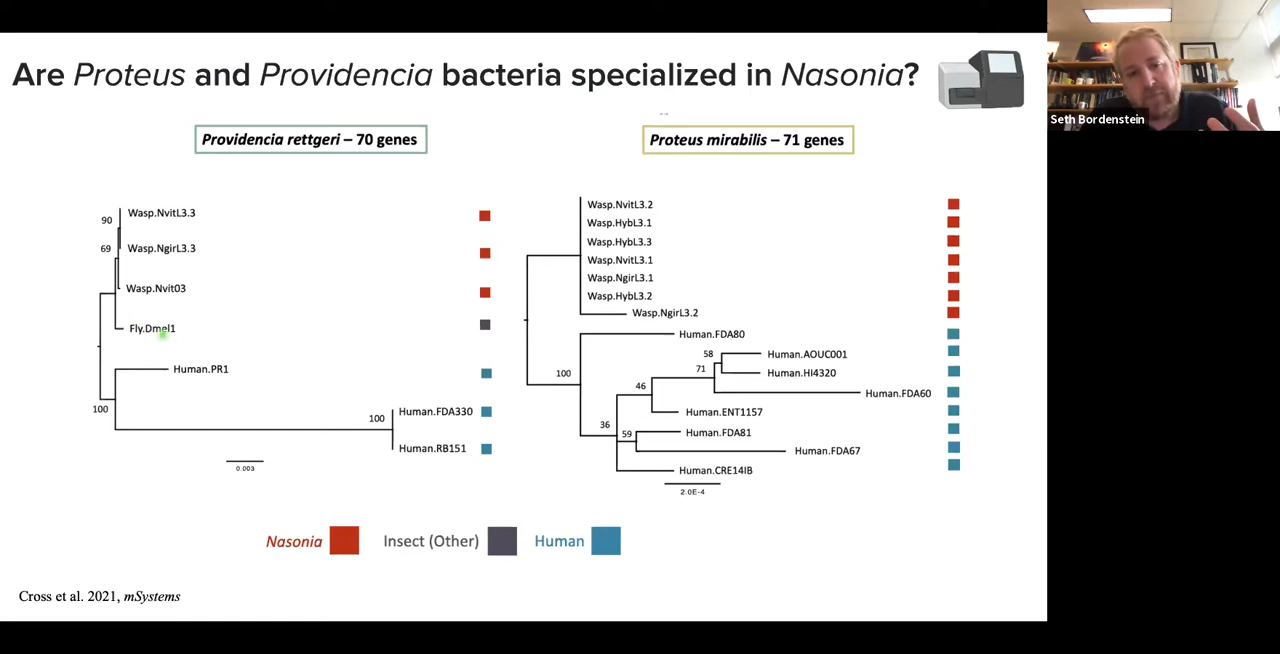 Are Proteus and Providencia bacteria specialized in Nasonia?
Seth Bordenstein
Providencia rettgeri – 70 genes
90
Wasp.NvitL3.3
69
Wasp.NgirL3.3
Wasp.Nvit03
Fly.Dmel1
Human.PR1
100
100
Human.FDA330
Human.RB151
0.003
Proteus mirabilis – 71 genes
Wasp.NvitL3.2
Wasp.HybL3.1
Wasp.HybL3.3
Wasp.NvitL3.1
Wasp.NgirL3.1
Wasp.HybL3.2
Wasp.NgirL3.2
Human.FDA80
58
Human.AOUC001
100
71
Human.HI4320
46
Human.FDA60
Human.ENT1157
36
59
Human.FDA81
Human.FDA67
Human.CRE14IB
2.0E-4
Nasonia
Insect (Other)
Human
Cross et al. 2021, mSystems